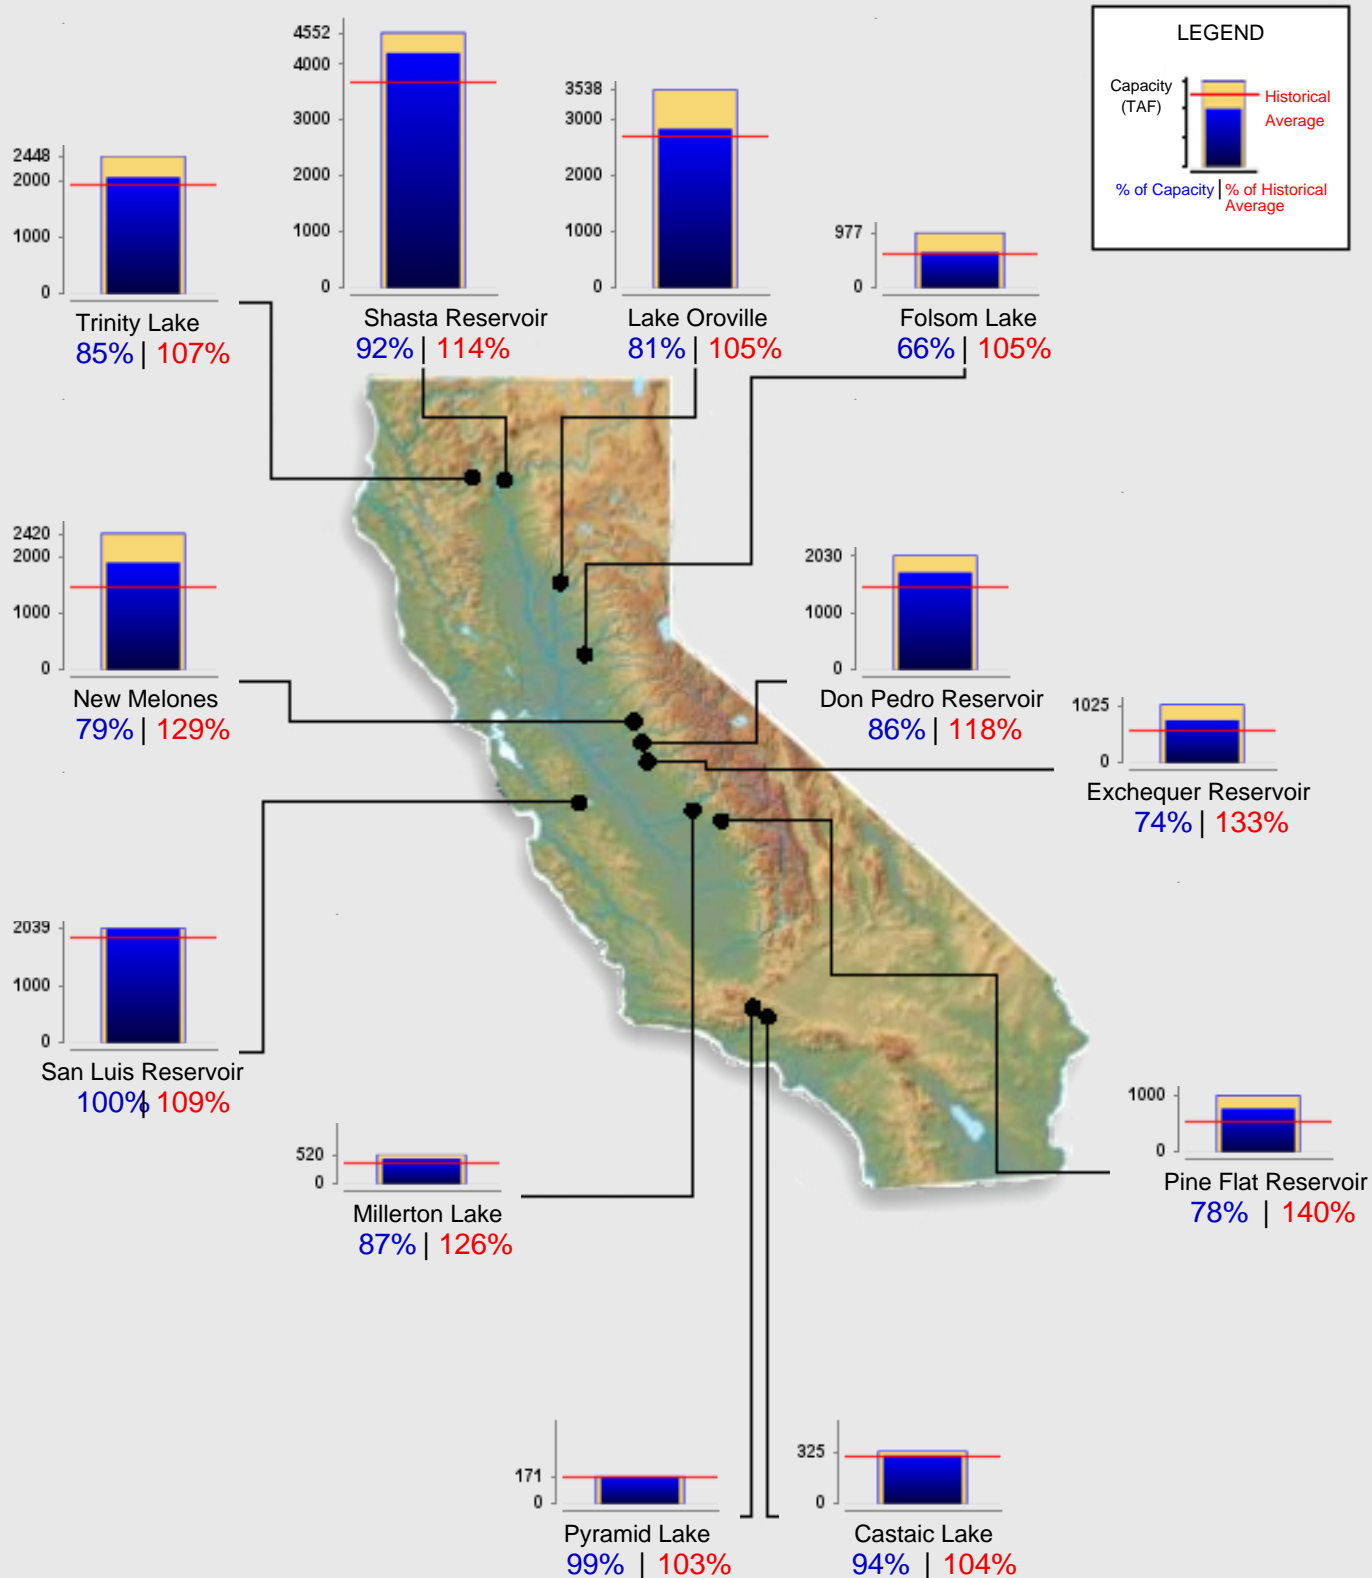 LEGEND
Capacity
(TAF)
Historical
Average
% of Capacity | % of Historical
Average
2448
2000
1000
0
Trinity Lake
85% | 107%
4552
4000
3000
2000
1000
0
Shasta Reservoir
92% | 114%
3538
3000
2000
1000
0
Lake Oroville
81% | 105%
977
0
Folsom Lake
66% | 105%
2420
2000
1000
0
New Melones
79% | 129%
2030
1000
0
Don Pedro Reservoir
86% | 118%
1025
0
Exchequer Reservoir
74% | 133%
2039
1000
0
San Luis Reservoir
100% | 109%
520
0
Millerton Lake
87% | 126%
1000
0
Pine Flat Reservoir
78% | 140%
171
0
Pyramid Lake
99% | 103%
325
0
Castaic Lake
94% | 104%